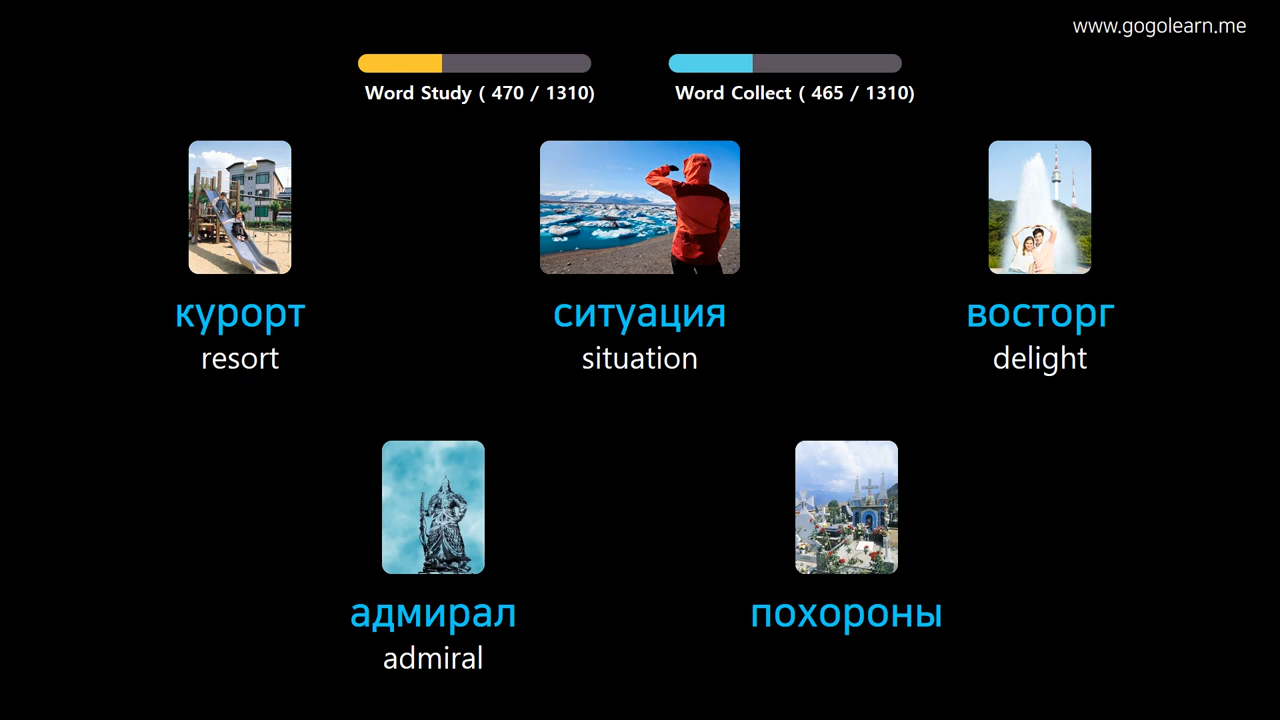 www.gogolearn.me
Word Study ( 470 / 1310)
Word Collect ( 465 / 1310)
курорт
resort
ситуация
situation
восторг
delight
адмирал
admiral
похороны